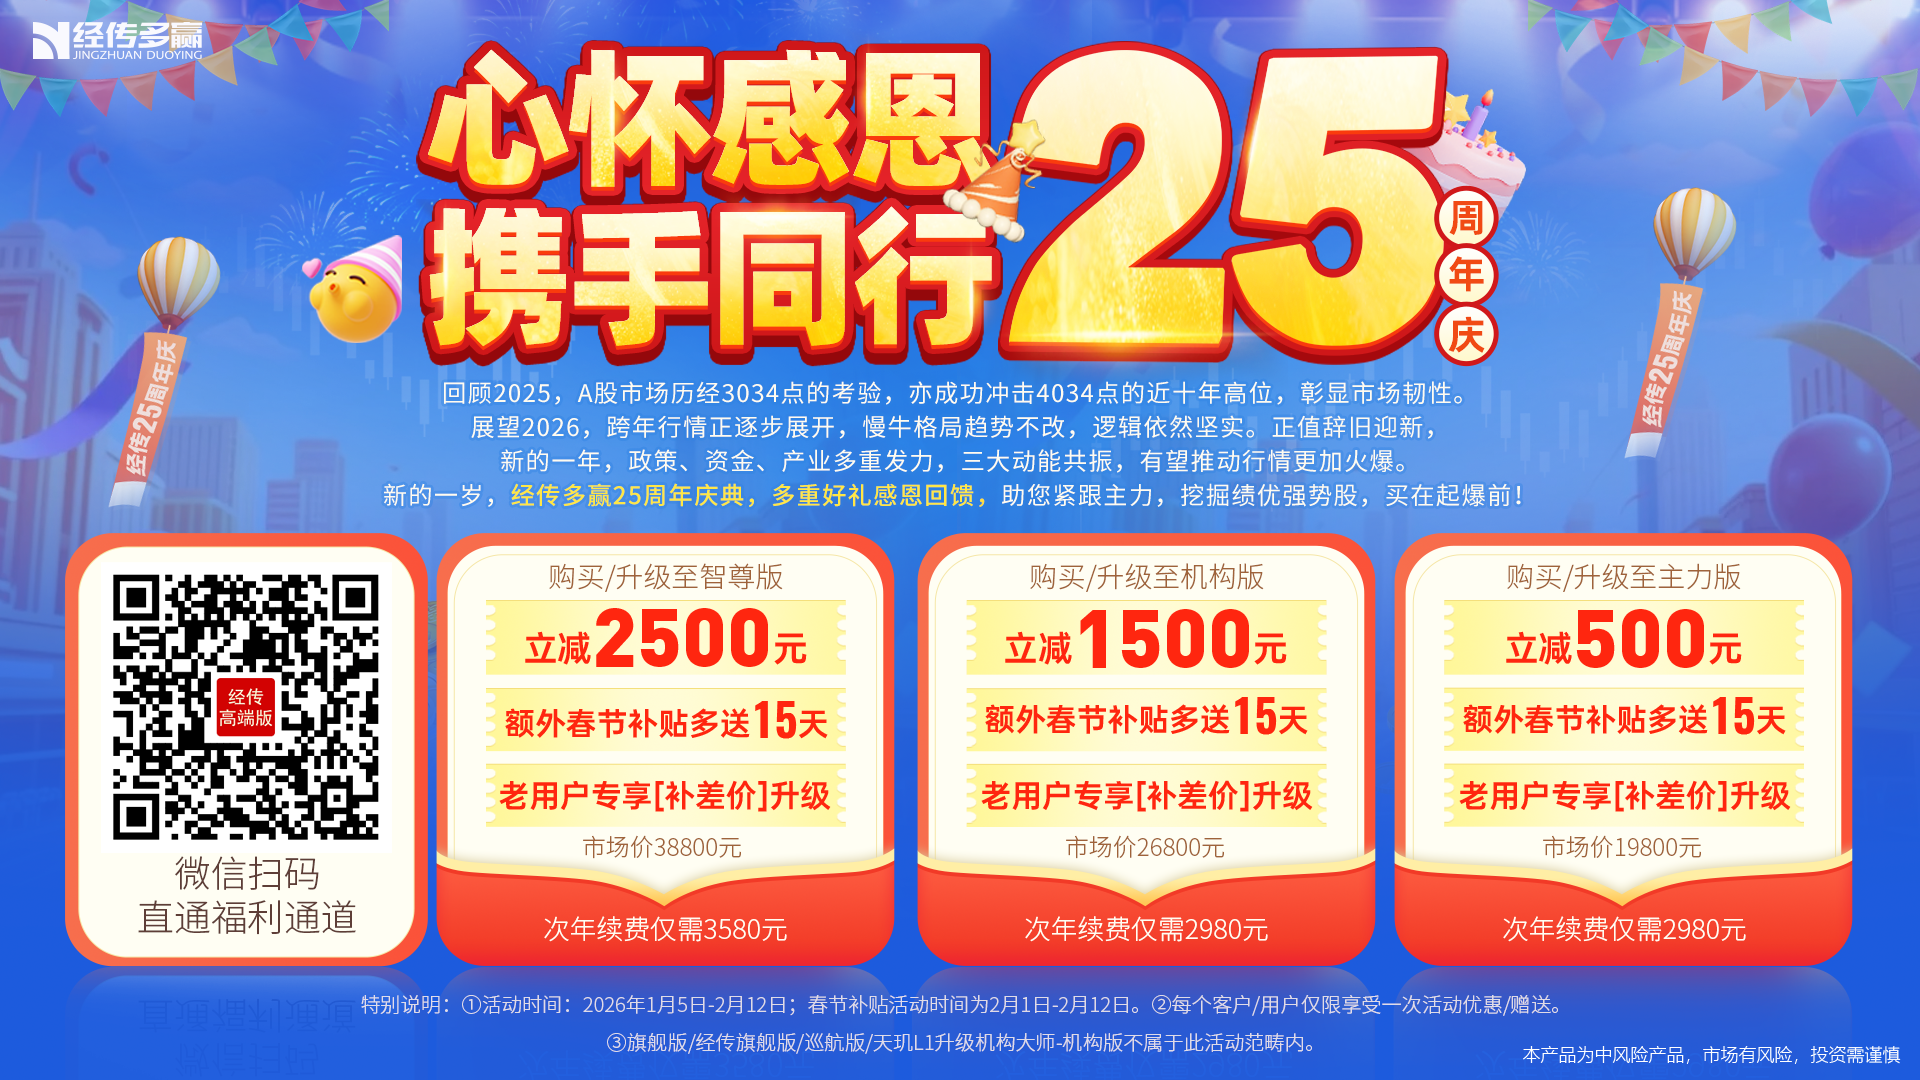 经传多赢
JINGZHUAN DUOYING
心怀感恩
携手同行
25
周年庆
经传25周年庆
经传25周年庆
回顾2025，A股市场历经3034点的考验，亦成功冲击4034点的近十年高位，彰显市场韧性。
展望2026，跨年行情正逐步展开，慢牛格局趋势不改，逻辑依然坚实。正值辞旧迎新，
新的一年，政策、资金、产业多重发力，三大动能共振，有望推动行情更加火爆。
新的一岁，经传多赢25周年庆典，多重好礼感恩回馈，助您紧跟主力，挖掘绩优强势股，买在起爆前！
经传
高端版
微信扫码
直通福利通道
购买/升级至智尊版
立减2500元
额外春节补贴多送15天
老用户专享[补差价]升级
市场价38800元
次年续费仅需3580元
购买/升级至机构版
立减1500元
额外春节补贴多送15天
老用户专享[补差价]升级
市场价26800元
次年续费仅需2980元
购买/升级至主力版
立减500元
额外春节补贴多送15天
老用户专享[补差价]升级
市场价19800元
次年续费仅需2980元
特别说明：①活动时间：2026年1月5日-2月12日；春节补贴活动时间为2月1日-2月12日。②每个客户/用户仅限享受一次活动优惠/赠送。
③旗舰版/经传旗舰版/巡航版/天玑L1升级机构大师-机构版不属于此活动范畴内。
本产品为中风险产品，市场有风险，投资需谨慎